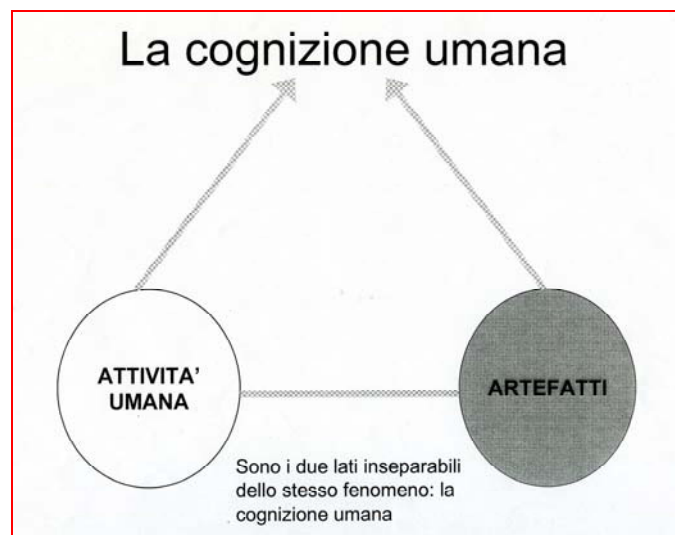 La cognizione umana
ATTIVITA'
UMANA
ARTEFATTI
Sono i due lati inseparabili
dello stesso fenomeno: la
cognizione umana